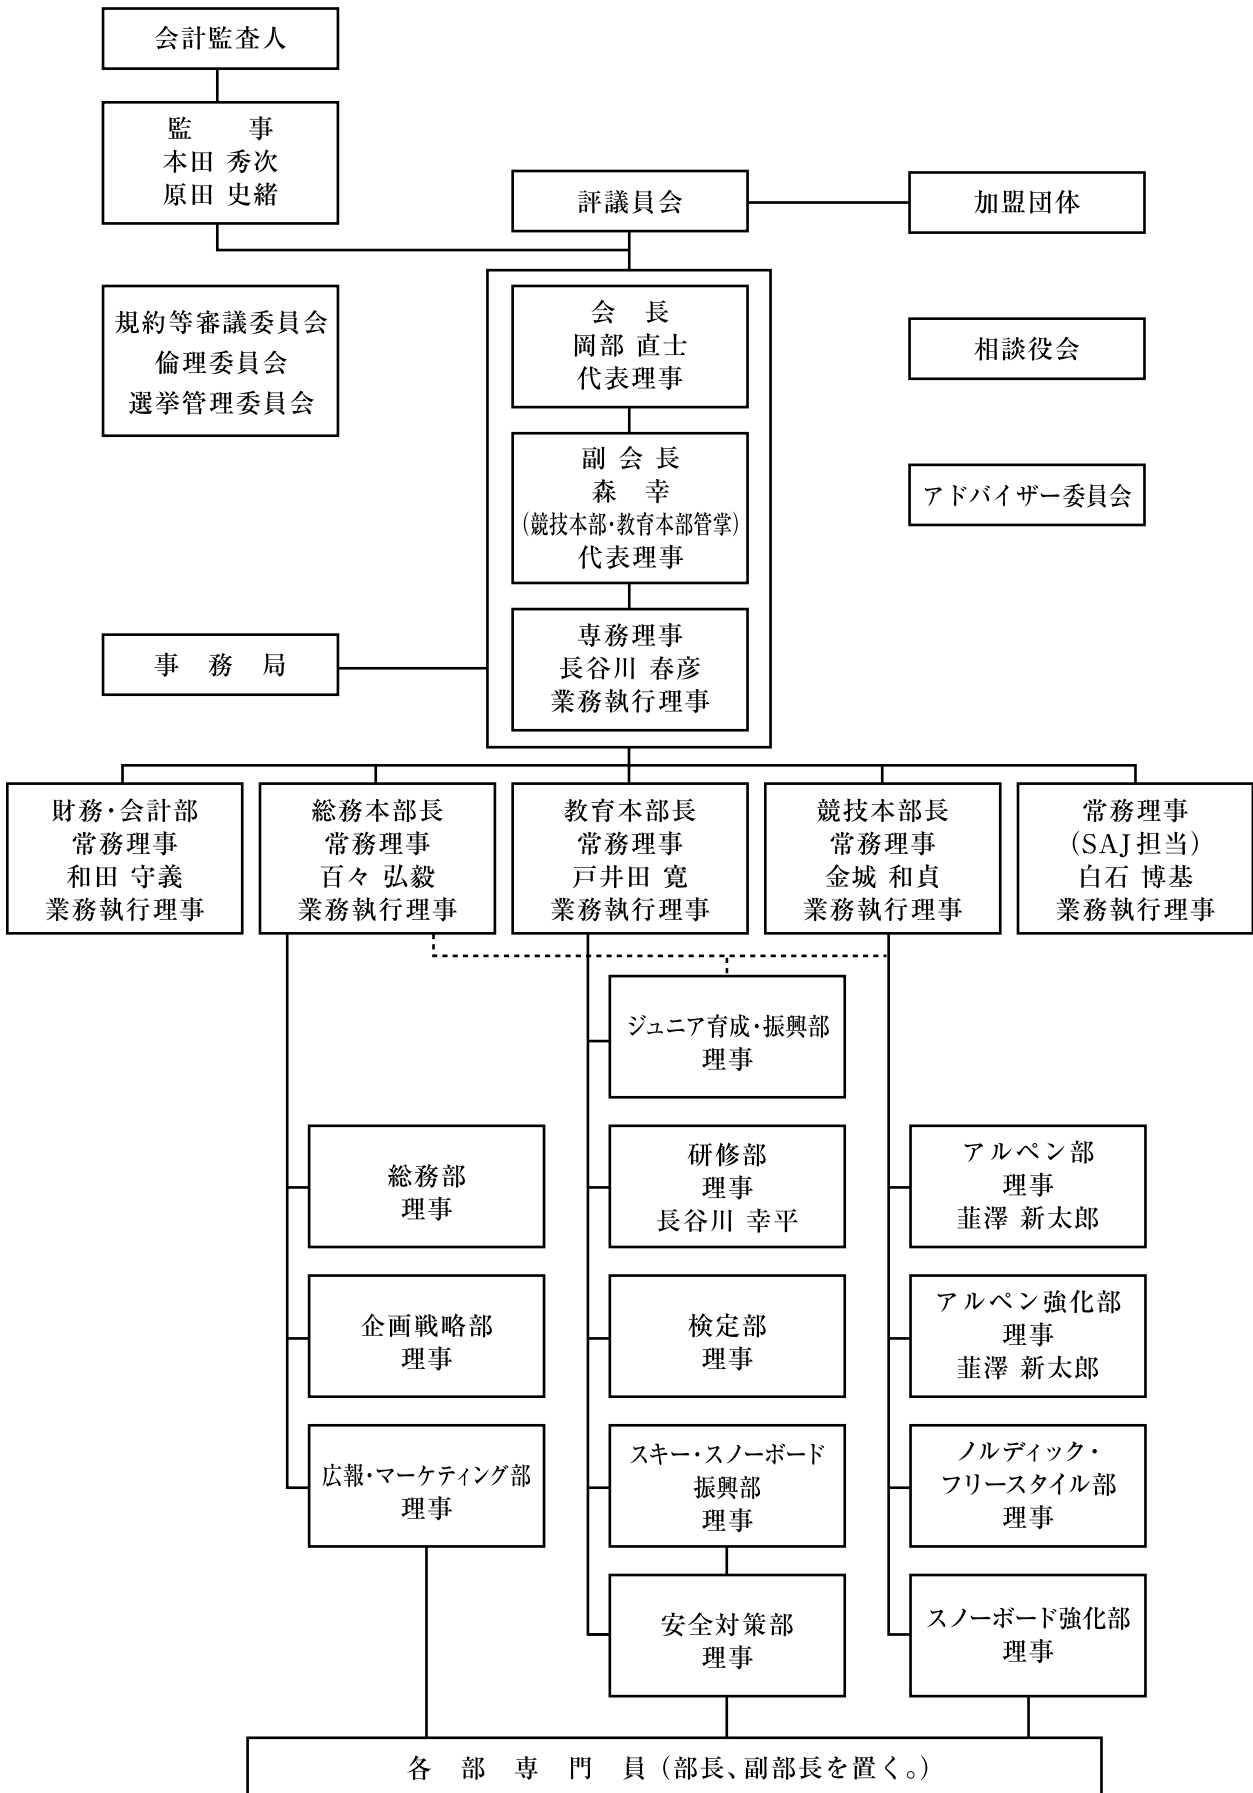 会計監査人
監　事
本田 秀次
原田 史緒
評議員会
加盟団体
規約等審議委員会
倫理委員会
選挙管理委員会
会　長
岡部 直士
代表理事
相談役会
副会長
森　幸
(競技本部・教育本部管掌)
代表理事
アドバイザー委員会
専務理事
長谷川 春彦
業務執行理事
事　務　局
財務・会計部
常務理事
和田 守義
業務執行理事
総務本部長
常務理事
百々 弘毅
業務執行理事
教育本部長
常務理事
戸井田 寛
業務執行理事
競技本部長
常務理事
金城 和貞
業務執行理事
常務理事
(SAJ担当)
白石 博基
業務執行理事
ジュニア育成・振興部
理事
総務部
理事
研修部
理事
長谷川 幸平
アルペン部
理事
韮澤 新太郎
企画戦略部
理事
検定部
理事
アルペン強化部
理事
韮澤 新太郎
広報・マーケティング部
理事
スキー・スノーボード
振興部
理事
ノルディック・
フリースタイル部
理事
安全対策部
理事
スノーボード強化部
理事
各　部　専　門　員（部長、副部長を置く。）